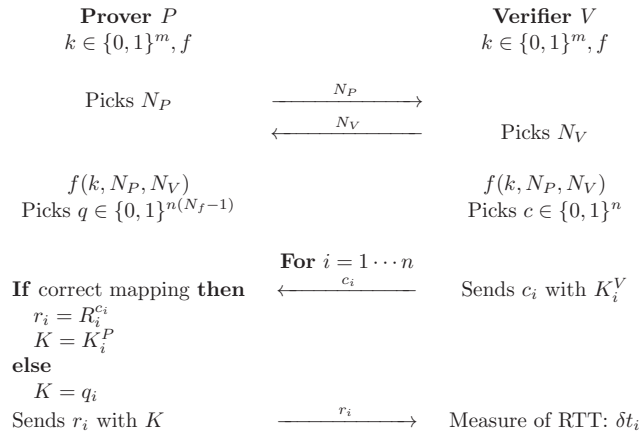 Prover P Verifier V
k ∈ {0, 1}^m, f k ∈ {0, 1}^m, f
Picks N_P N_P
N_V Picks N_V
f(k, N_P, N_V) f(k, N_P, N_V)
Picks q ∈ {0, 1}^{n(N_f−1)} Picks c ∈ {0, 1}^n
For i = 1 ⋯ n
If correct mapping then c_i Sends c_i with K_i^V
r_i = R_i^{c_i}
K = K_i^P
else
K = q_i
Sends r_i with K r_i Measure of RTT: δt_i